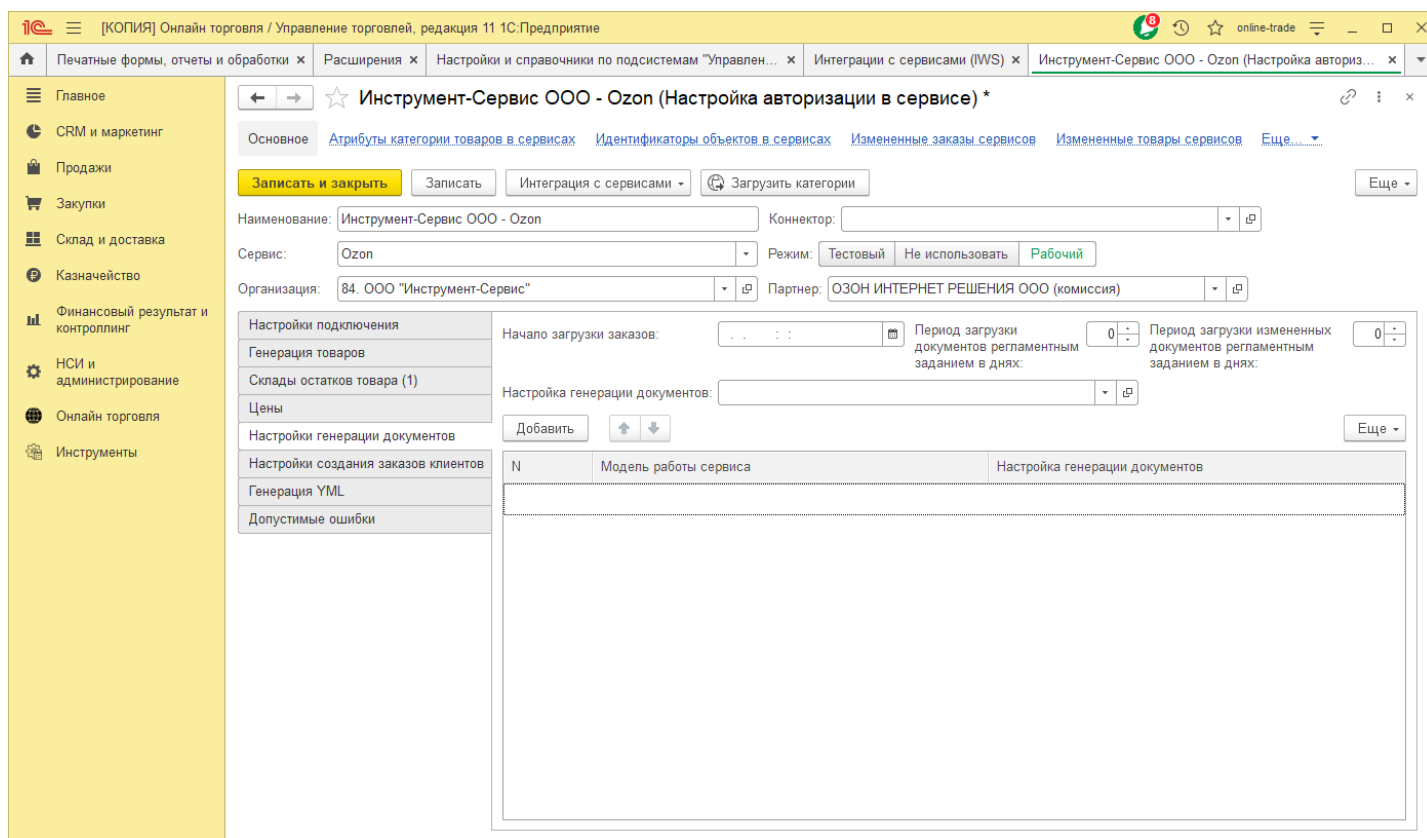 [КОПИЯ] Онлайн торговля / Управление торговлей, редакция 11 1С:Предприятие
8
online-trade
Печатные формы, отчеты и обработки
Расширения
Настройки и справочники по подсистемам "Управлен...
Интеграции с сервисами (IWS)
Инструмент-Сервис ООО - Ozon (Настройка авториз...
Главное
CRM и маркетинг
Продажи
Закупки
Склад и доставка
Казначейство
Финансовый результат и
контроллинг
НСИ и
администрирование
Онлайн торговля
Инструменты
Инструмент-Сервис ООО - Ozon (Настройка авторизации в сервисе) *
Основное
Атрибуты категории товаров в сервисах
Идентификаторы объектов в сервисах
Измененные заказы сервисов
Измененные товары сервисов
Еще...
Записать и закрыть
Записать
Интеграция с сервисами
Загрузить категории
Еще
Наименование: Инструмент-Сервис ООО - Ozon
Коннектор:
Сервис: Ozon
Режим: Тестовый Не использовать Рабочий
Организация: 84. ООО "Инструмент-Сервис"
Партнер: ОЗОН ИНТЕРНЕТ РЕШЕНИЯ ООО (комиссия)
Настройки подключения
Генерация товаров
Склады остатков товара (1)
Цены
Настройки генерации документов
Настройки создания заказов клиентов
Генерация YML
Допустимые ошибки
Начало загрузки заказов: . . : :
Период загрузки
документов регламентным
заданием в днях:
0
Период загрузки измененных
документов регламентным
заданием в днях:
0
Настройка генерации документов:
Добавить
Еще
N
Модель работы сервиса
Настройка генерации документов